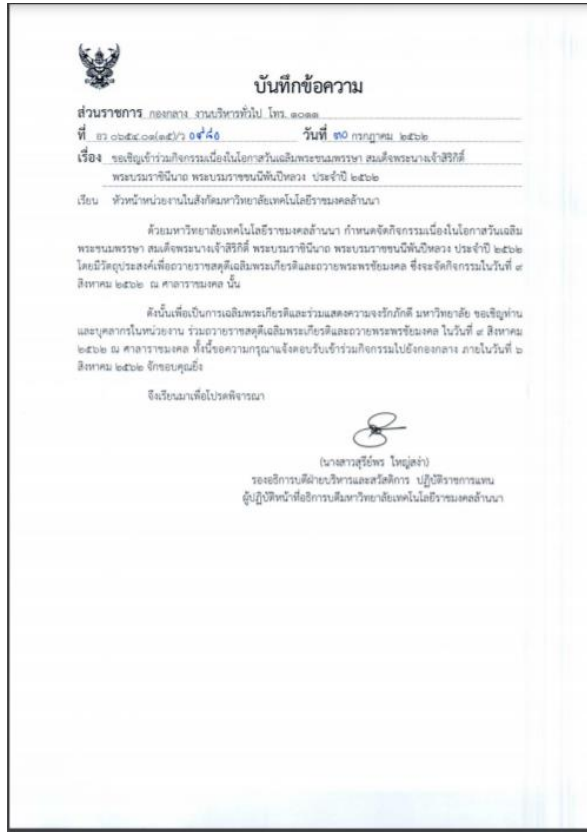 บันทึกข้อความ
ส่วนราชการ กองกลาง งานบริหารทั่วไป โทร. ๑๐๑๑
ที่ อว ๐๖๕๔.๐๑(๑๕)/ว วันที่ ๓๐ กรกฎาคม ๒๕๖๒
เรื่อง ขอเชิญเข้าร่วมกิจกรรมเนื่องในโอกาสวันเฉลิมพระชนมพรรษา สมเด็จพระนางเจ้าสิริกิติ์
พระบรมราชินีนาถ พระบรมราชชนนีพันปีหลวง ประจำปี ๒๕๖๒
เรียน หัวหน้าหน่วยงานในสังกัดมหาวิทยาลัยเทคโนโลยีราชมงคลล้านนา
ด้วยมหาวิทยาลัยเทคโนโลยีราชมงคลล้านนา กำหนดจัดกิจกรรมเนื่องในโอกาสวันเฉลิม
พระชนมพรรษา สมเด็จพระนางเจ้าสิริกิติ์ พระบรมราชินีนาถ พระบรมราชชนนีพันปีหลวง ประจำปี ๒๕๖๒
โดยมีวัตถุประสงค์เพื่อถวายราชสดุดีเฉลิมพระเกียรติและถวายพระพรชัยมงคล ซึ่งจะจัดกิจกรรมในวันที่ ๙
สิงหาคม ๒๕๖๒ ณ ศาลาราชมงคล นั้น
ดังนั้นเพื่อเป็นการเฉลิมพระเกียรติและร่วมแสดงความจงรักภักดี มหาวิทยาลัย ขอเชิญท่าน
และบุคลากรในหน่วยงาน ร่วมถวายราชสดุดีเฉลิมพระเกียรติและถวายพระพรชัยมงคล ในวันที่ ๙ สิงหาคม
๒๕๖๒ ณ ศาลาราชมงคล ทั้งนี้ขอความกรุณาแจ้งตอบรับเข้าร่วมกิจกรรมไปยังกองกลาง ภายในวันที่ ๖
สิงหาคม ๒๕๖๒ จักขอบคุณยิ่ง
จึงเรียนมาเพื่อโปรดพิจารณา
(นางสาวสุรีย์พร ใหญ่สง่า)
รองอธิการบดีฝ่ายบริหารและสวัสดิการ ปฏิบัติราชการแทน
ผู้ปฏิบัติหน้าที่อธิการบดีมหาวิทยาลัยเทคโนโลยีราชมงคลล้านนา